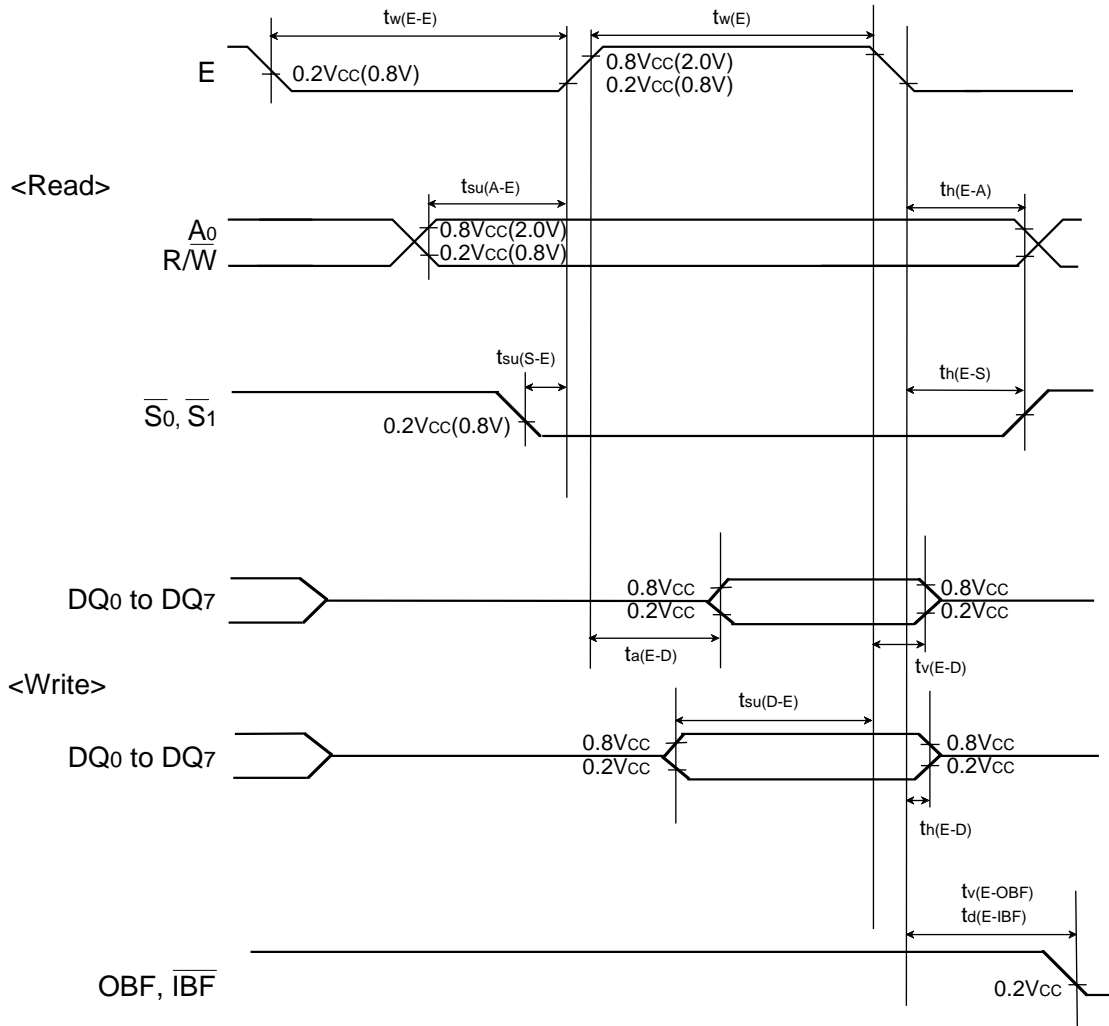 tw(E-E)
tw(E)
E
0.2VCC(0.8V)
0.8VCC(2.0V)
0.2VCC(0.8V)
<Read>
tsu(A-E)
th(E-A)
A0
R/W̅
0.8VCC(2.0V)
0.2VCC(0.8V)
tsu(S-E)
th(E-S)
S̅0, S̅1
0.2VCC(0.8V)
DQ0 to DQ7
0.8VCC
0.2VCC
0.8VCC
0.2VCC
ta(E-D)
tv(E-D)
<Write>
tsu(D-E)
DQ0 to DQ7
0.8VCC
0.2VCC
0.8VCC
0.2VCC
th(E-D)
tv(E-OBF)
td(E-IBF)
OBF, I̅B̅F̅
0.2VCC